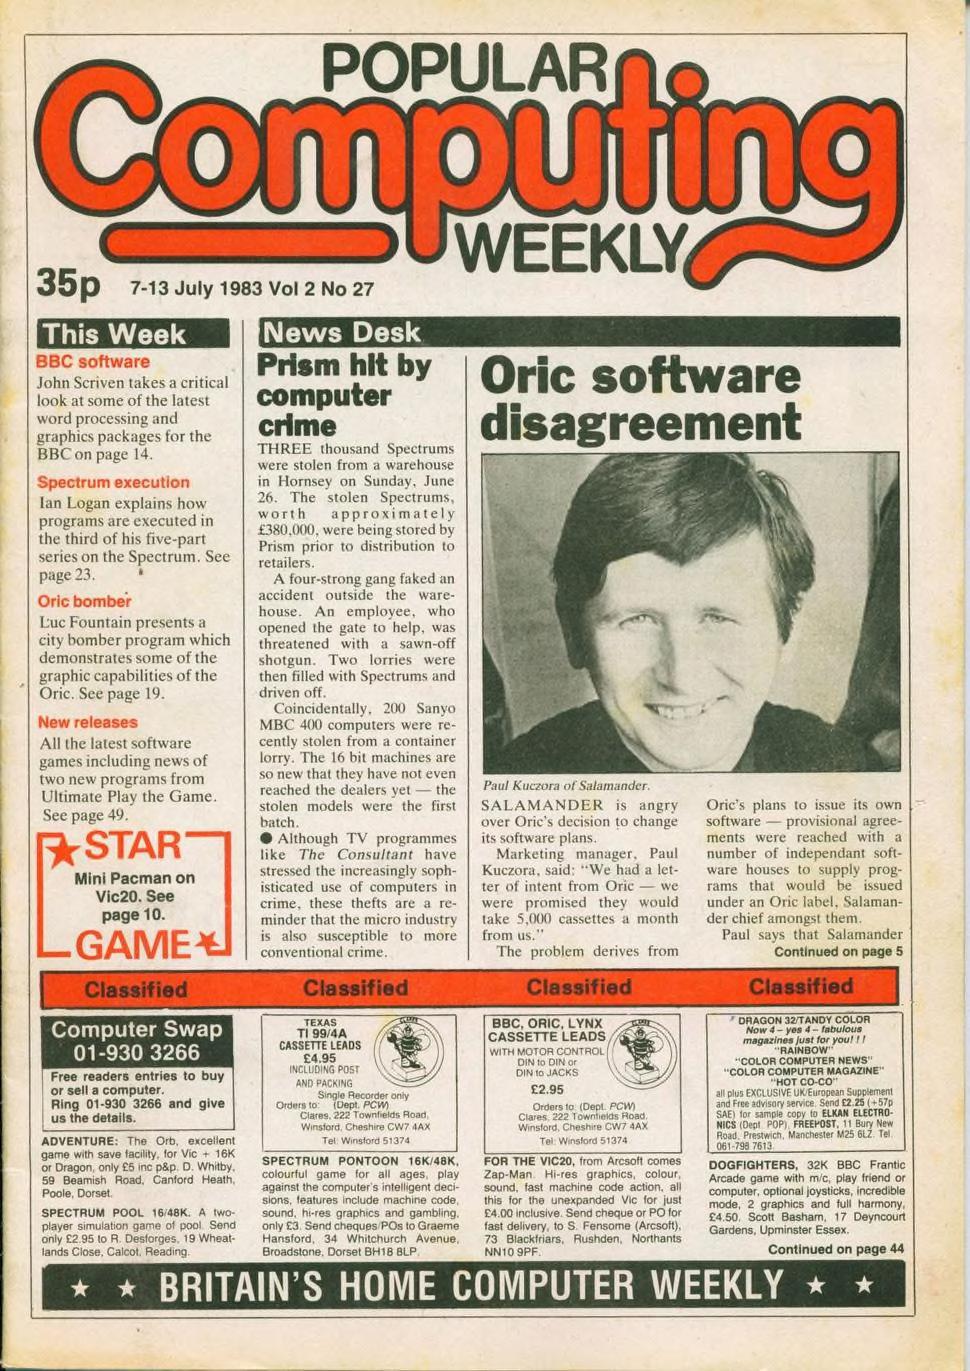 POPULAR
Computing
WEEKLY
35p 7-13 July 1983 Vol 2 No 27
This Week
BBC software
John Scriven takes a critical
look at some of the latest
word processing and
graphics packages for the
BBC on page 14.
Spectrum execution
Ian Logan explains how
programs are executed in
the third of his five-part
series on the Spectrum. See
page 23.
Oric bomber
Luc Fountain presents a
city bomber program which
demonstrates some of the
graphic capabilities of the
Oric. See page 19.
New releases
All the latest software
games including news of
two new programs from
Ultimate Play the Game.
See page 49.
STAR
Mini Pacman on
Vic20. See
page 10.
GAME
News Desk
Prism hit by
computer
crime
THREE thousand Spectrums
were stolen from a warehouse
in Hornsey on Sunday, June
26. The stolen Spectrums,
worth approximately
£380,000, were being stored by
Prism prior to distribution to
retailers.
A four-strong gang faked an
accident outside the ware-
house. An employee, who
opened the gate to help, was
threatened with a sawn-off
shotgun. Two lorries were
then filled with Spectrums and
driven off.
Coincidentally, 200 Sanyo
MBC 400 computers were re-
cently stolen from a container
lorry. The 16 bit machines are
so new that they have not even
reached the dealers yet — the
stolen models were the first
batch.
● Although TV programmes
like The Consultant have
stressed the increasingly soph-
isticated use of computers in
crime, these thefts are a re-
minder that the micro industry
is also susceptible to more
conventional crime.
Oric software
disagreement
Paul Kuczora of Salamander.
SALAMANDER is angry
over Oric's decision to change
its software plans.
Marketing manager, Paul
Kuczora, said: "We had a let-
ter of intent from Oric — we
were promised they would
take 5,000 cassettes a month
from us."
The problem derives from
Oric's plans to issue its own
software — provisional agree-
ments were reached with a
number of independant soft-
ware houses to supply prog-
rams that would be issued
under an Oric label, Salaman-
der chief amongst them.
Paul says that Salamander
Continued on page 5
Classified Classified Classified Classified
Computer Swap
01-930 3266
Free readers entries to buy
or sell a computer.
Ring 01-930 3266 and give
us the details.
ADVENTURE: The Orb, excellent
game with save facility, for Vic + 16K
or Dragon, only £5 inc p&p. D. Whitby,
59 Beamish Road, Canford Heath,
Poole, Dorset.
SPECTRUM POOL 16/48K. A two-
player simulation game of pool. Send
only £2.95 to R. Desforges, 19 Wheat-
lands Close, Calcot, Reading.
TEXAS
TI 99/4A
CASSETTE LEADS
£4.95
INCLUDING POST
AND PACKING
Single Recorder only
Orders to: (Dept. PCW)
Clares, 222 Townfields Road,
Winsford, Cheshire CW7 4AX
Tel: Winsford 51374
SPECTRUM PONTOON 16K/48K,
colourful game for all ages, play
against the computer's intelligent deci-
sions, features include machine code,
sound, hi-res graphics and gambling,
only £3. Send cheques/POs to Graeme
Hansford, 34 Whitchurch Avenue,
Broadstone, Dorset BH18 8LP.
BBC, ORIC, LYNX
CASSETTE LEADS
WITH MOTOR CONTROL
DIN to DIN or
DIN to JACKS
£2.95
Orders to: (Dept. PCW)
Clares, 222 Townfields Road,
Winsford, Cheshire CW7 4AX
Tel: Winsford 51374
FOR THE VIC20, from Arcsoft comes
Zap-Man. Hi-res graphics, colour,
sound, fast machine code action, all
this for the unexpanded Vic for just
£4.00 inclusive. Send cheque or PO for
fast delivery, to S. Fensome (Arcsoft),
73 Blackfriars, Rushden, Northants
NN10 9PF.
DRAGON 32/TANDY COLOR
Now 4 - yes 4 - fabulous
magazines just for you! ! !
"RAINBOW"
"COLOR COMPUTER NEWS"
"COLOR COMPUTER MAGAZINE"
"HOT CO-CO"
all plus EXCLUSIVE UK/European Supplement
and Free advisory service. Send £2.25 (+57p
SAE) for sample copy to ELKAN ELECTRO-
NICS (Dept. POP), FREEPOST, 11 Bury New
Road, Prestwich, Manchester M25 6LZ. Tel.
061-798 7613.
DOGFIGHTERS, 32K BBC Frantic
Arcade game with m/c, play friend or
computer, optional joysticks, incredible
mode, 2 graphics and full harmony,
£4.50. Scott Basham, 17 Deyncourt
Gardens, Upminster Essex.
Continued on page 44
★ ★ BRITAIN'S HOME COMPUTER WEEKLY ★ ★